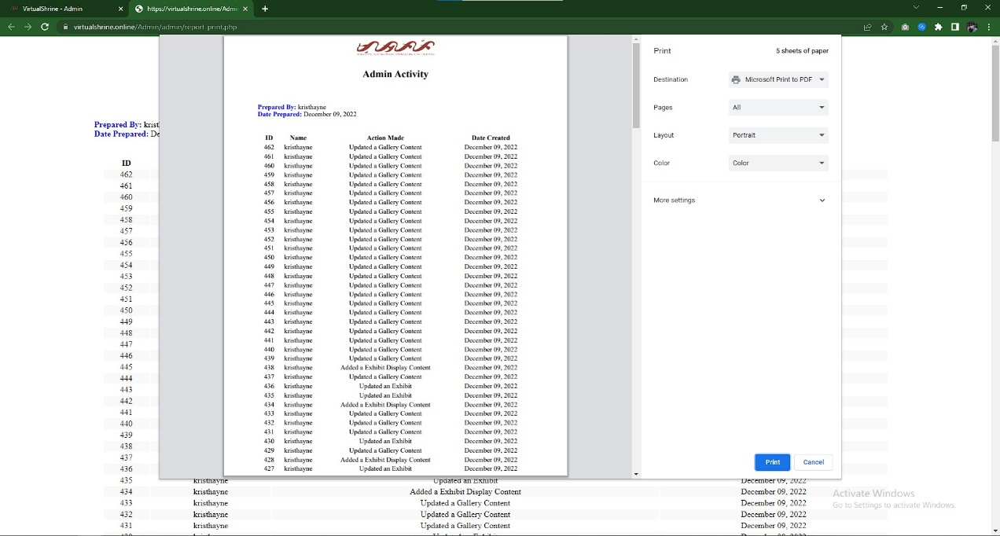 VirtualShrine - Admin
https://virtualshrine.online/Admi
virtualshrine.online/Admin/admin/report-print.php
Admin Activity
Prepared By: kristhayne
Date Prepared: December 09, 2022
ID Name Action Made Date Created
462 kristhayne Updated a Gallery Content December 09, 2022
461 kristhayne Updated a Gallery Content December 09, 2022
460 kristhayne Updated a Gallery Content December 09, 2022
459 kristhayne Updated a Gallery Content December 09, 2022
458 kristhayne Updated a Gallery Content December 09, 2022
457 kristhayne Updated a Gallery Content December 09, 2022
456 kristhayne Updated a Gallery Content December 09, 2022
455 kristhayne Updated a Gallery Content December 09, 2022
454 kristhayne Updated a Gallery Content December 09, 2022
453 kristhayne Updated a Gallery Content December 09, 2022
452 kristhayne Updated a Gallery Content December 09, 2022
451 kristhayne Updated a Gallery Content December 09, 2022
450 kristhayne Updated a Gallery Content December 09, 2022
449 kristhayne Updated a Gallery Content December 09, 2022
448 kristhayne Updated a Gallery Content December 09, 2022
447 kristhayne Updated a Gallery Content December 09, 2022
446 kristhayne Updated a Gallery Content December 09, 2022
445 kristhayne Updated a Gallery Content December 09, 2022
444 kristhayne Updated a Gallery Content December 09, 2022
443 kristhayne Updated a Gallery Content December 09, 2022
442 kristhayne Updated a Gallery Content December 09, 2022
441 kristhayne Updated a Gallery Content December 09, 2022
440 kristhayne Updated a Gallery Content December 09, 2022
439 kristhayne Updated a Gallery Content December 09, 2022
438 kristhayne Added a Exhibit Display Content December 09, 2022
437 kristhayne Updated a Gallery Content December 09, 2022
436 kristhayne Updated an Exhibit December 09, 2022
435 kristhayne Updated an Exhibit December 09, 2022
434 kristhayne Added a Exhibit Display Content December 09, 2022
433 kristhayne Updated a Gallery Content December 09, 2022
432 kristhayne Updated a Gallery Content December 09, 2022
431 kristhayne Updated a Gallery Content December 09, 2022
430 kristhayne Updated an Exhibit December 09, 2022
429 kristhayne Updated a Gallery Content December 09, 2022
428 kristhayne Added a Exhibit Display Content December 09, 2022
427 kristhayne Updated an Exhibit December 09, 2022
Print 5 sheets of paper
Destination Microsoft Print to PDF
Pages All
Layout Portrait
Color Color
More settings
Print Cancel
Prepared By: krist
Date Prepared: De
ID
462
461
460
459
458
457
456
455
454
453
452
451
450
449
448
447
446
445
444
443
442
441
440
439
438
437
436
435 kristhayne Updated an Exhibit December 09, 2022
434 kristhayne Added a Exhibit Display Content December 09, 2022
433 kristhayne Updated a Gallery Content December 09, 2022
432 kristhayne Updated a Gallery Content December 09, 2022
431 kristhayne Updated a Gallery Content December 09, 2022
Activate Windows
Go to Settings to activate Windows.